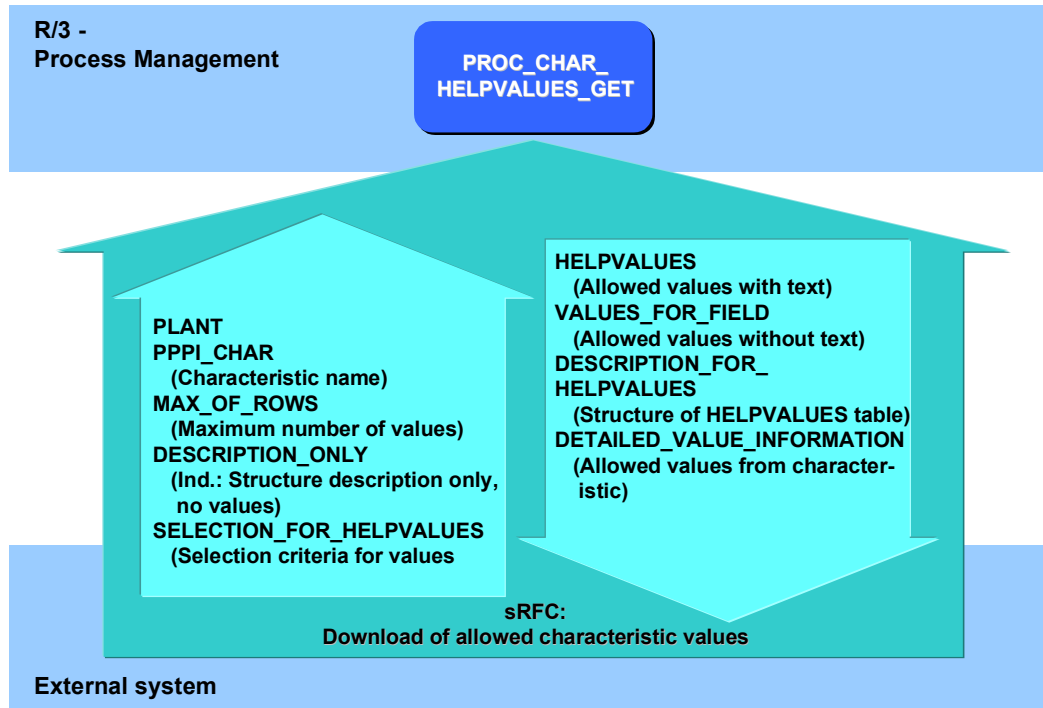 R/3 -
Process Management
PROC_CHAR_
HELPVALUES_GET
PLANT
PPPI_CHAR
(Characteristic name)
MAX_OF_ROWS
(Maximum number of values)
DESCRIPTION_ONLY
(Ind.: Structure description only,
no values)
SELECTION_FOR_HELPVALUES
(Selection criteria for values
HELPVALUES
(Allowed values with text)
VALUES_FOR_FIELD
(Allowed values without text)
DESCRIPTION_FOR_
HELPVALUES
(Structure of HELPVALUES table)
DETAILED_VALUE_INFORMATION
(Allowed values from character-
istic)
sRFC:
Download of allowed characteristic values
External system